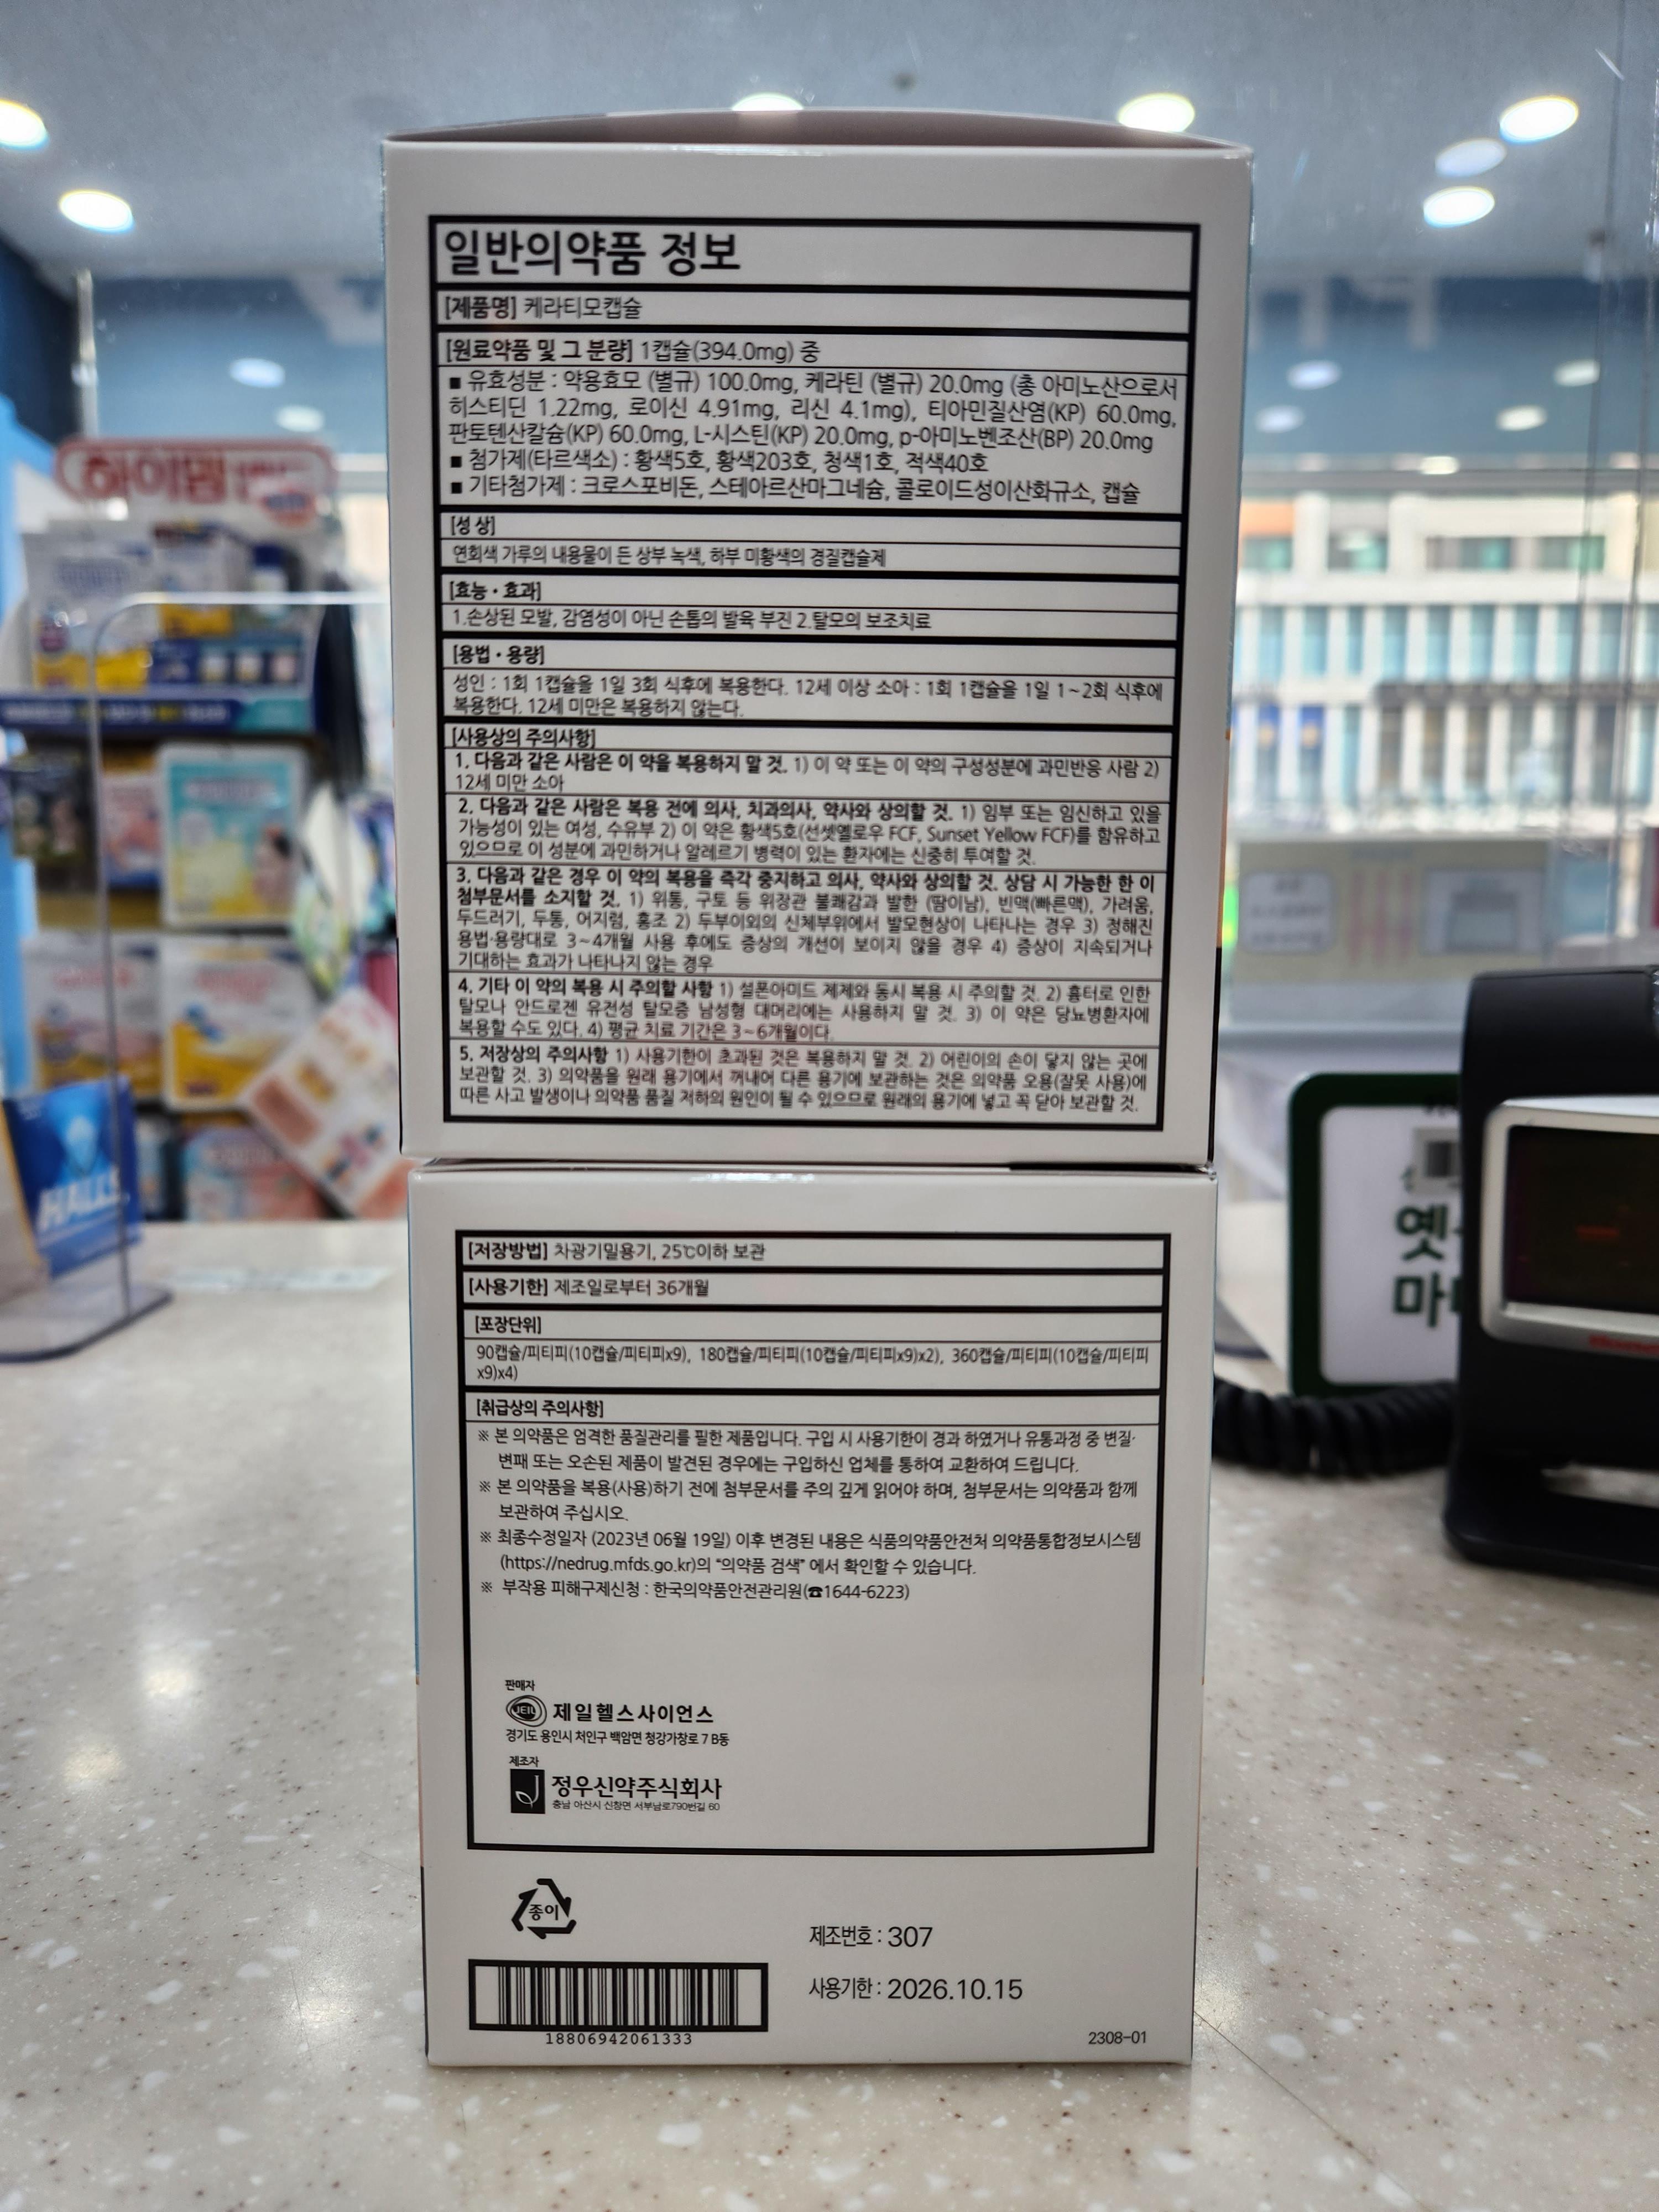 일반의약품 정보
[제품명] 케라티모캡슐
[원료약품 및 그 분량] 1캡슐(394.0mg) 중
■ 유효성분 : 약용효모 (별규) 100.0mg, 케라틴 (별규) 20.0mg (총 아미노산으로서
히스티딘 1.22mg, 로이신 4.91mg, 리신 4.1mg), 티아민질산염(KP) 60.0mg,
판토텐산칼슘(KP) 60.0mg, L-시스틴(KP) 20.0mg, p-아미노벤조산(BP) 20.0mg
■ 첨가제(타르색소) : 황색5호, 황색203호, 청색1호, 적색40호
■ 기타첨가제 : 크로스포비돈, 스테아르산마그네슘, 콜로이드성이산화규소, 캡슐
[성 상]
연회색 가루의 내용물이 든 상부 녹색, 하부 미황색의 경질캡슐제
[효능 • 효과]
1.손상된 모발, 감염성이 아닌 손톱의 발육 부진 2.탈모의 보조치료
[용법 • 용량]
성인 : 1회 1캡슐을 1일 3회 식후에 복용한다. 12세 이상 소아 : 1회 1캡슐을 1일 1~2회 식후에
복용한다. 12세 미만은 복용하지 않는다.
[사용상의 주의사항]
1. 다음과 같은 사람은 이 약을 복용하지 말 것. 1) 이 약 또는 이 약의 구성성분에 과민반응 사람 2)
12세 미만 소아
2. 다음과 같은 사람은 복용 전에 의사, 치과의사, 약사와 상의할 것. 1) 임부 또는 임신하고 있을
가능성이 있는 여성, 수유부 2) 이 약은 황색5호(선셋옐로우 FCF, Sunset Yellow FCF)를 함유하고
있으므로 이 성분에 과민하거나 알레르기 병력이 있는 환자에는 신중히 투여할 것.
3. 다음과 같은 경우 이 약의 복용을 즉각 중지하고 의사, 약사와 상의할 것. 상담 시 가능한 한 이
첨부문서를 소지할 것. 1) 위통, 구토 등 위장관 불쾌감과 발한 (땀이남), 빈맥(빠른맥), 가려움,
두드러기, 두통, 어지럼, 홍조 2) 두부이외의 신체부위에서 발모현상이 나타나는 경우 3) 정해진
용법·용량대로 3~4개월 사용 후에도 증상의 개선이 보이지 않을 경우 4) 증상이 지속되거나
기대하는 효과가 나타나지 않는 경우
4. 기타 이 약의 복용 시 주의할 사항 1) 설폰아미드 제제와 동시 복용 시 주의할 것. 2) 흉터로 인한
탈모나 안드로젠 유전성 탈모증 남성형 대머리에는 사용하지 말 것. 3) 이 약은 당뇨병환자에
복용할 수도 있다. 4) 평균 치료 기간은 3~6개월이다.
5. 저장상의 주의사항 1) 사용기한이 초과된 것은 복용하지 말 것. 2) 어린이의 손이 닿지 않는 곳에
보관할 것. 3) 의약품을 원래 용기에서 꺼내어 다른 용기에 보관하는 것은 의약품 오용(잘못 사용)에
따른 사고 발생이나 의약품 품질 저하의 원인이 될 수 있으므로 원래의 용기에 넣고 꼭 닫아 보관할 것.
[저장방법] 차광기밀용기, 25℃이하 보관
[사용기한] 제조일로부터 36개월
[포장단위]
90캡슐/피티피(10캡슐/피티피x9), 180캡슐/피티피(10캡슐/피티피x9)x2), 360캡슐/피티피(10캡슐/피티피
x9)x4)
[취급상의 주의사항]
※ 본 의약품은 엄격한 품질관리를 필한 제품입니다. 구입 시 사용기한이 경과 하였거나 유통과정 중 변질·
변패 또는 오손된 제품이 발견된 경우에는 구입하신 업체를 통하여 교환하여 드립니다.
※ 본 의약품을 복용(사용)하기 전에 첨부문서를 주의 깊게 읽어야 하며, 첨부문서는 의약품과 함께
보관하여 주십시오.
※ 최종수정일자 (2023년 06월 19일) 이후 변경된 내용은 식품의약품안전처 의약품통합정보시스템
(https://nedrug.mfds.go.kr)의 "의약품 검색" 에서 확인할 수 있습니다.
※ 부작용 피해구제신청 : 한국의약품안전관리원(☎1644-6223)
판매자
JEIL 제일헬스사이언스
경기도 용인시 처인구 백암면 청강가창로 7 B동
제조자
정우신약주식회사
충남 아산시 신창면 서부남로790번길 60
종이
제조번호 : 307
사용기한 : 2026.10.15
18806942061333
2308-01
HALLS
옛
마